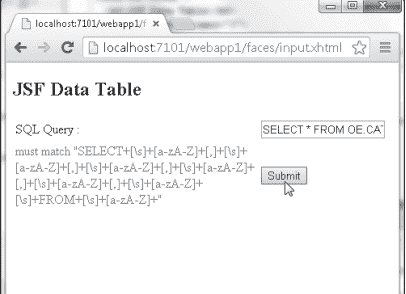 localhost:7101/webapp1/f
localhost:7101/webapp1/faces/input.xhtml
JSF Data Table
SQL Query :
SELECT * FROM OE.CA
must match "SELECT+[\s]+[a-zA-Z]+[,]+[\s]+
[a-zA-Z]+[,]+[\s]+[a-zA-Z]+[,]+[\s]+[a-zA-Z]+
[,]+[\s]+[a-zA-Z]+[,]+[\s]+[a-zA-Z]+
[\s]+FROM+[\s]+[a-zA-Z]+"
Submit